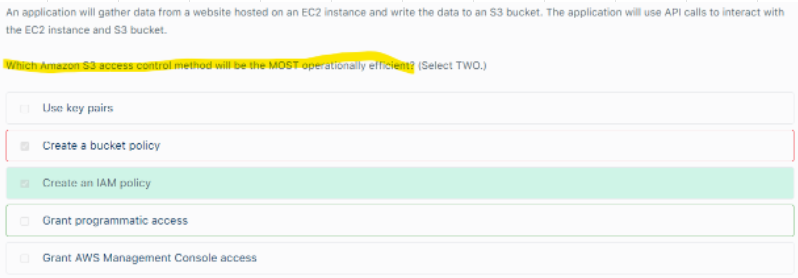 An application will gather data from a website hosted on an EC2 instance and write the data to an S3 bucket. The application will use API calls to interact with
the EC2 instance and S3 bucket.
Which Amazon S3 access control method will be the MOST operationally efficient? (Select TWO.)
Use key pairs
Create a bucket policy
Create an IAM policy
Grant programmatic access
Grant AWS Management Console access